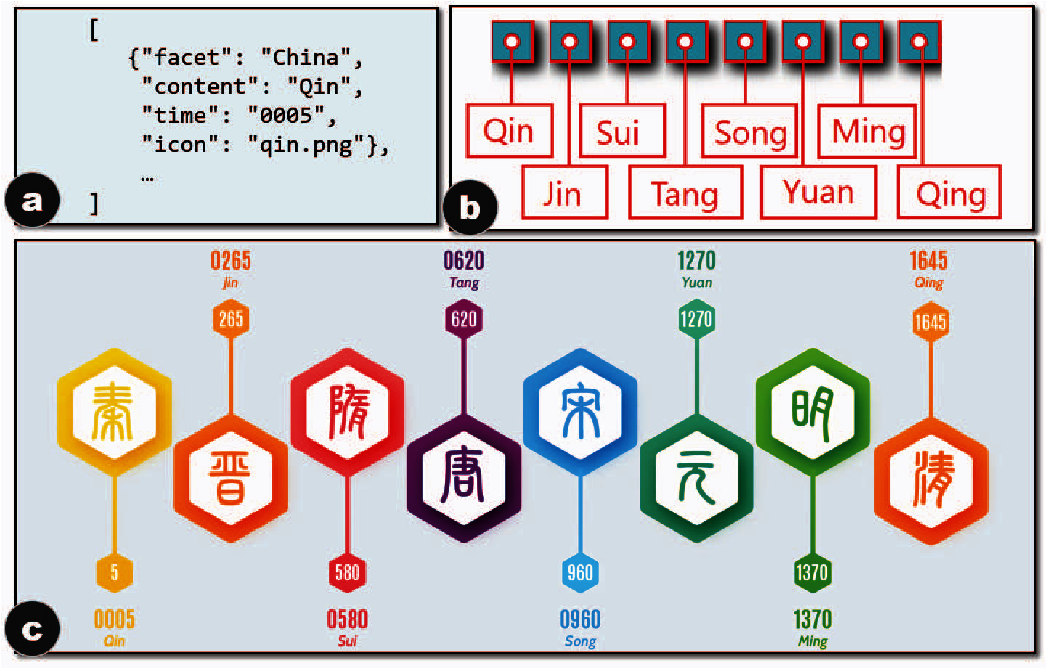 [
{"facet": "China",
"content": "Qin",
"time": "0005",
"icon": "qin.png"},
…
]
a
Qin
Sui
Song
Ming
Jin
Tang
Yuan
Qing
b
0265
Jin
265
0620
Tang
620
1270
Yuan
1270
1645
Qing
1645
秦
隋
宋
明
晋
唐
元
清
5
0005
Qin
580
0580
Sui
960
0960
Song
1370
1370
Ming
c